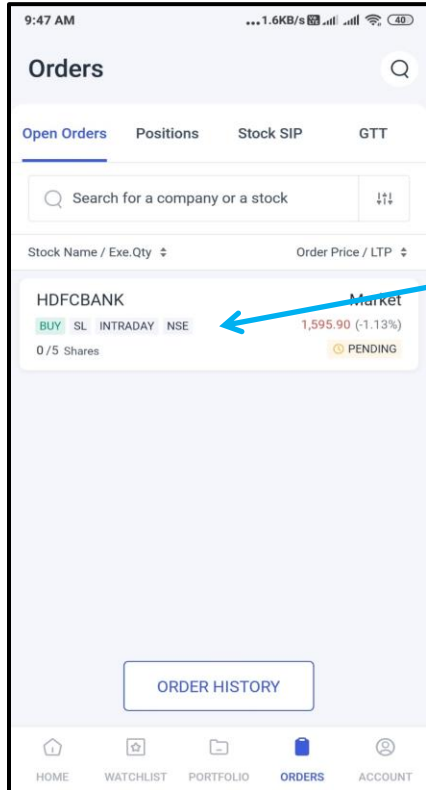 9:47 AM ...1.6KB/s 40
Orders
Open Orders Positions Stock SIP GTT
Search for a company or a stock
Stock Name / Exe.Qty Order Price / LTP
HDFCBANK Market
BUY SL INTRADAY NSE 1,595.90 (-1.13%)
0/5 Shares PENDING
ORDER HISTORY
HOME WATCHLIST PORTFOLIO ORDERS ACCOUNT